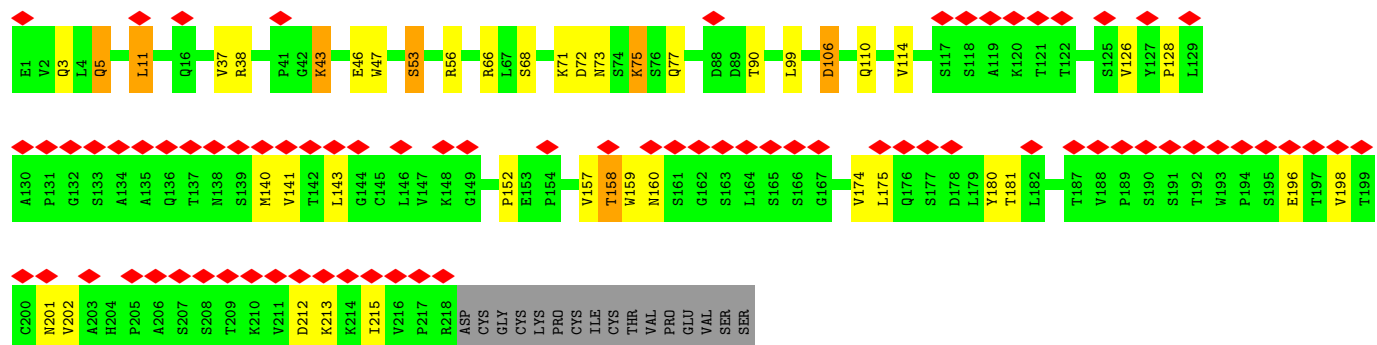 E1 V2 Q3 L4 Q5 L11 Q16 V37 R38 P41 G42 K43 E46 W47 S53 R56 R66 L67 S68 K71 D72 N73 S74 K75 S76 Q77 D88 D89 T90 L99 D106 Q110 V114 S117 S118 A119 K120 T121 T122 S125 V126 Y127 P128 L129
A130 P131 G132 S133 A134 A135 Q136 T137 N138 S139 M140 V141 T142 L143 G144 C145 L146 V147 K148 G149 P152 E153 P154 V157 T158 W159 N160 S161 G162 S163 L164 S165 S166 G167 V174 L175 Q176 S177 D178 L179 Y180 T181 L182 T187 V188 P189 S190 S191 T192 W193 P194 S195 E196 T197 V198 T199
C200 N201 V202 A203 H204 P205 A206 S207 S208 T209 K210 V211 D212 K213 K214 I215 V216 P217 R218 ASP CYS GLY CYS LYS PRO CYS ILE CYS THR VAL PRO GLU VAL SER SER